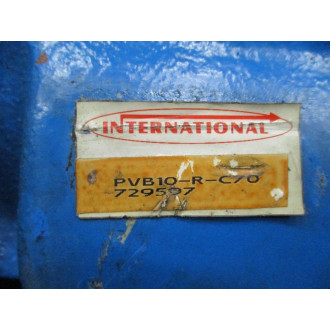 INTERNATIONAL
PVB10-R-C70
729597